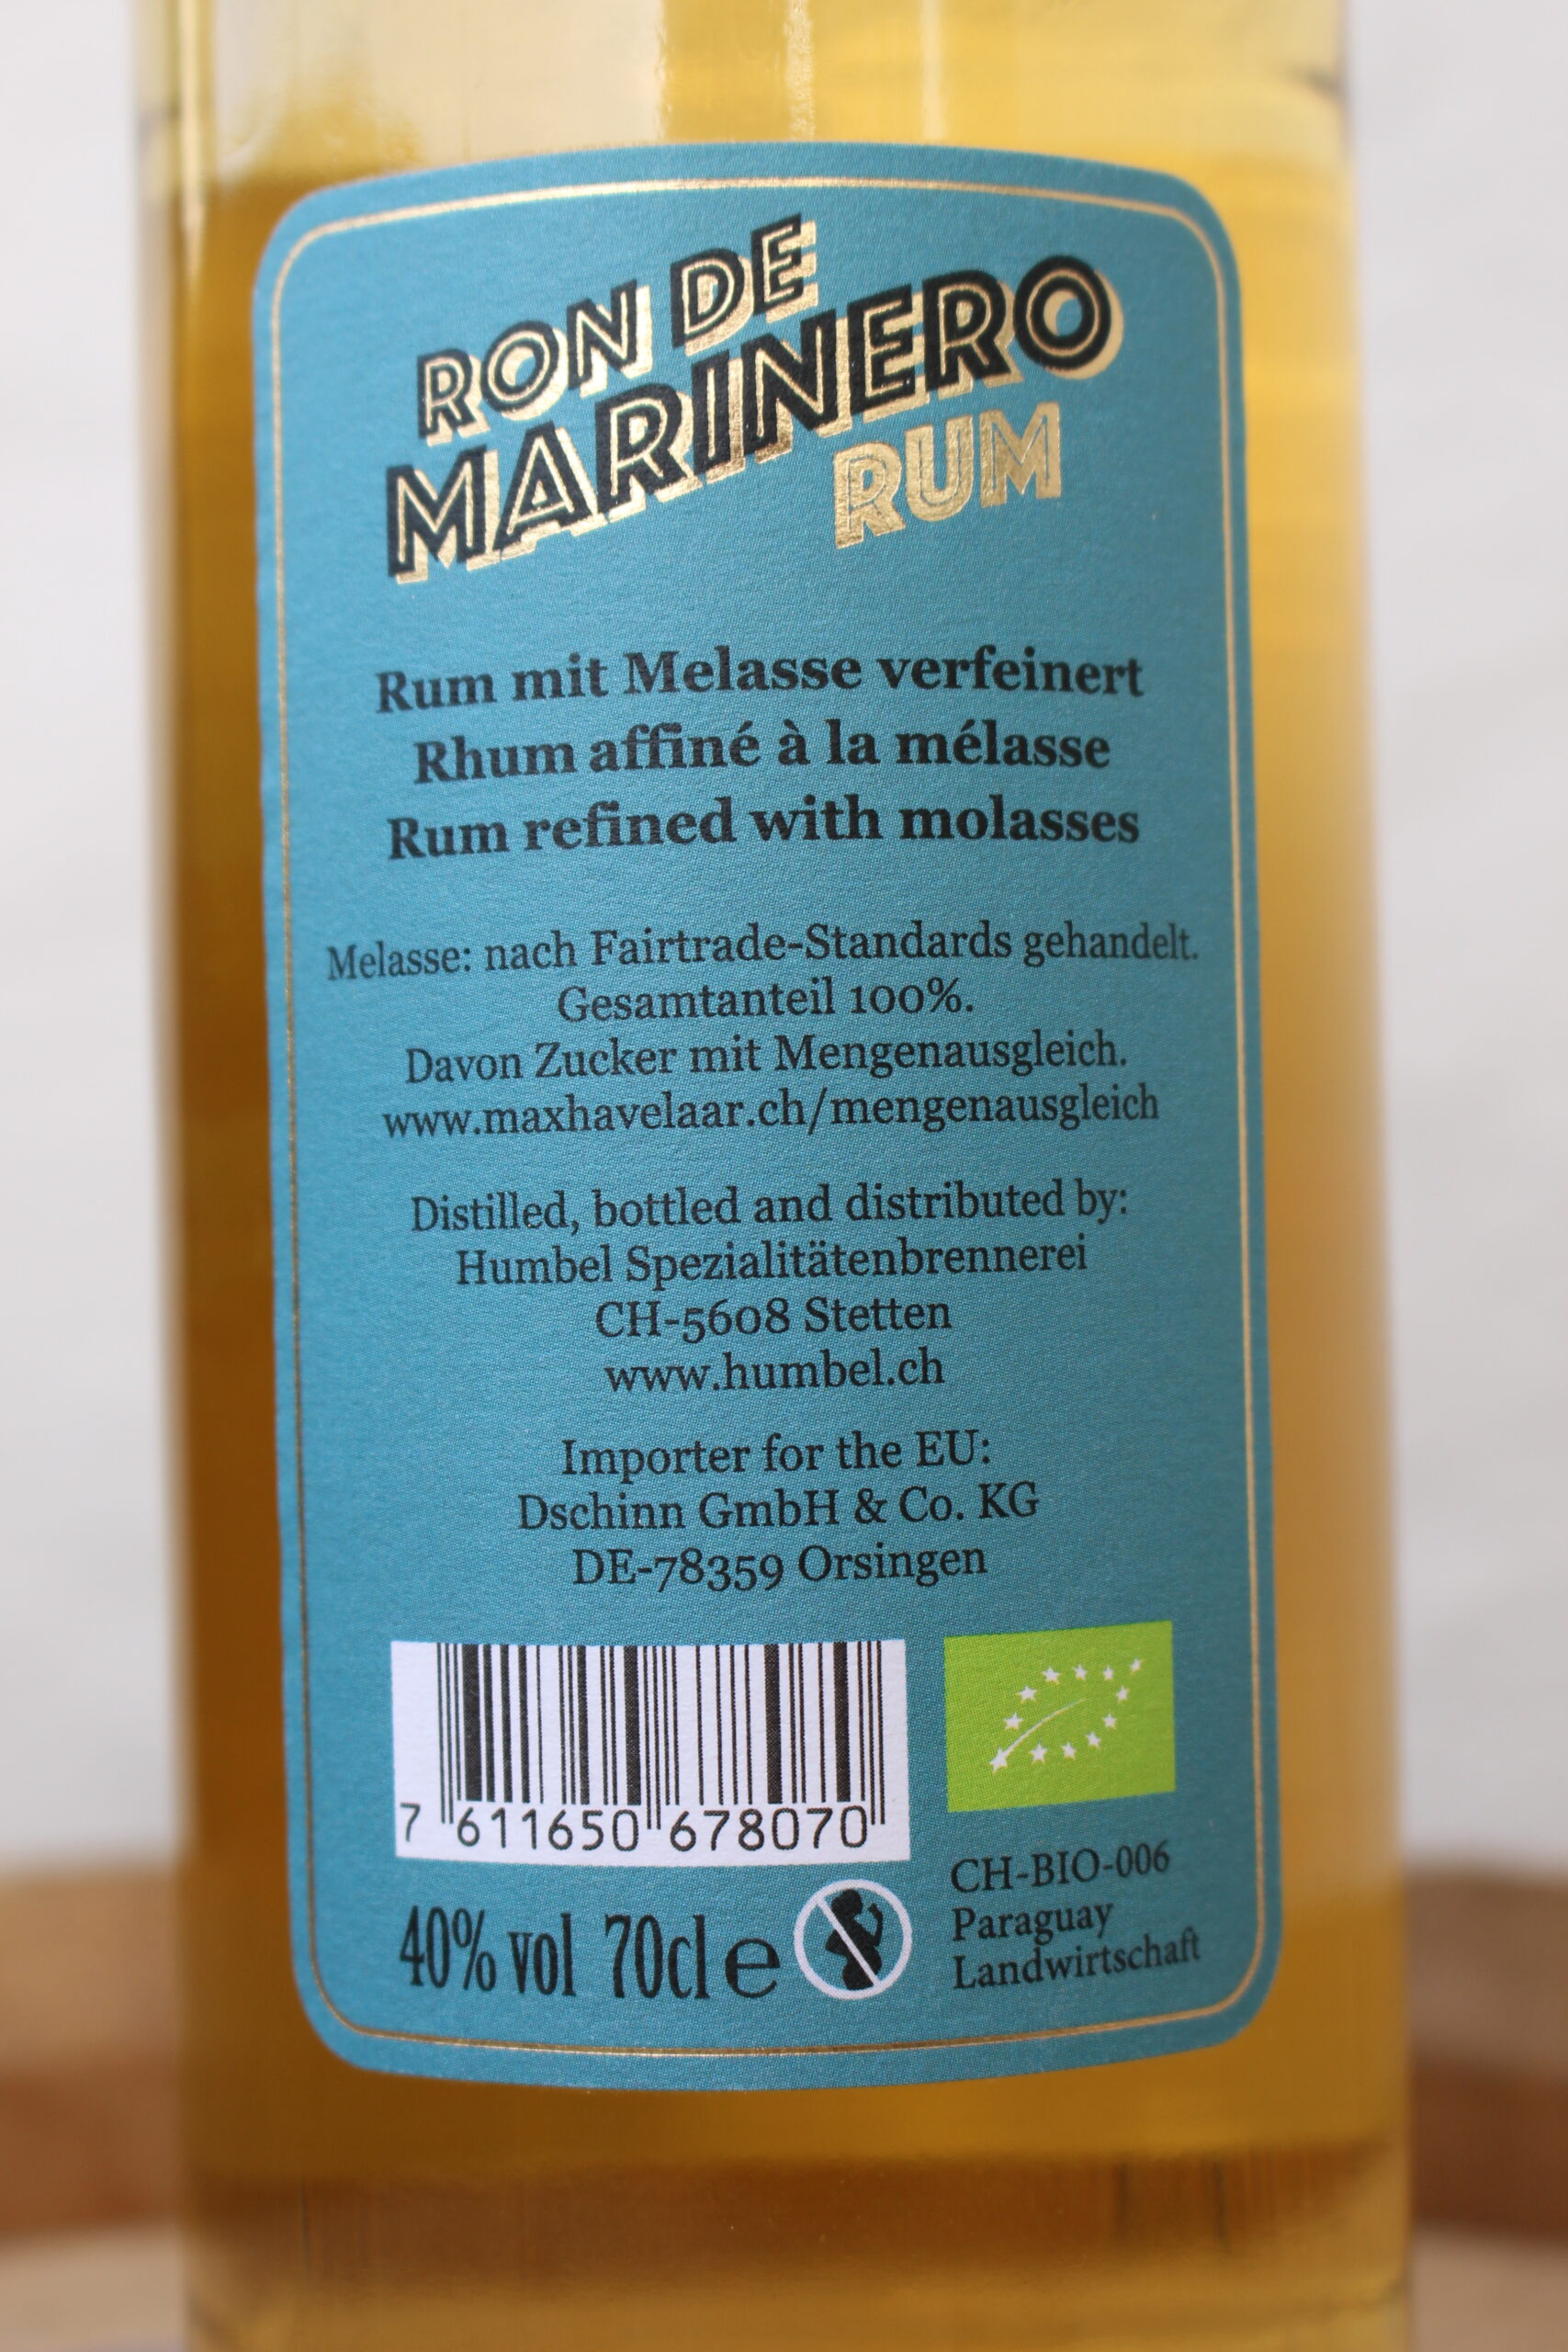 RON DE
MARINERO
RUM
Rum mit Melasse verfeinert
Rhum affiné à la mélasse
Rum refined with molasses
Melasse: nach Fairtrade-Standards gehandelt.
Gesamtanteil 100%.
Davon Zucker mit Mengenausgleich.
www.maxhavelaar.ch/mengenausgleich
Distilled, bottled and distributed by:
Humbel Spezialitätenbrennerei
CH-5608 Stetten
www.humbel.ch
Importer for the EU:
Dschinn GmbH & Co. KG
DE-78359 Orsingen
7 611650 678070
40% vol 70cl e
CH-BIO-006
Paraguay
Landwirtschaft